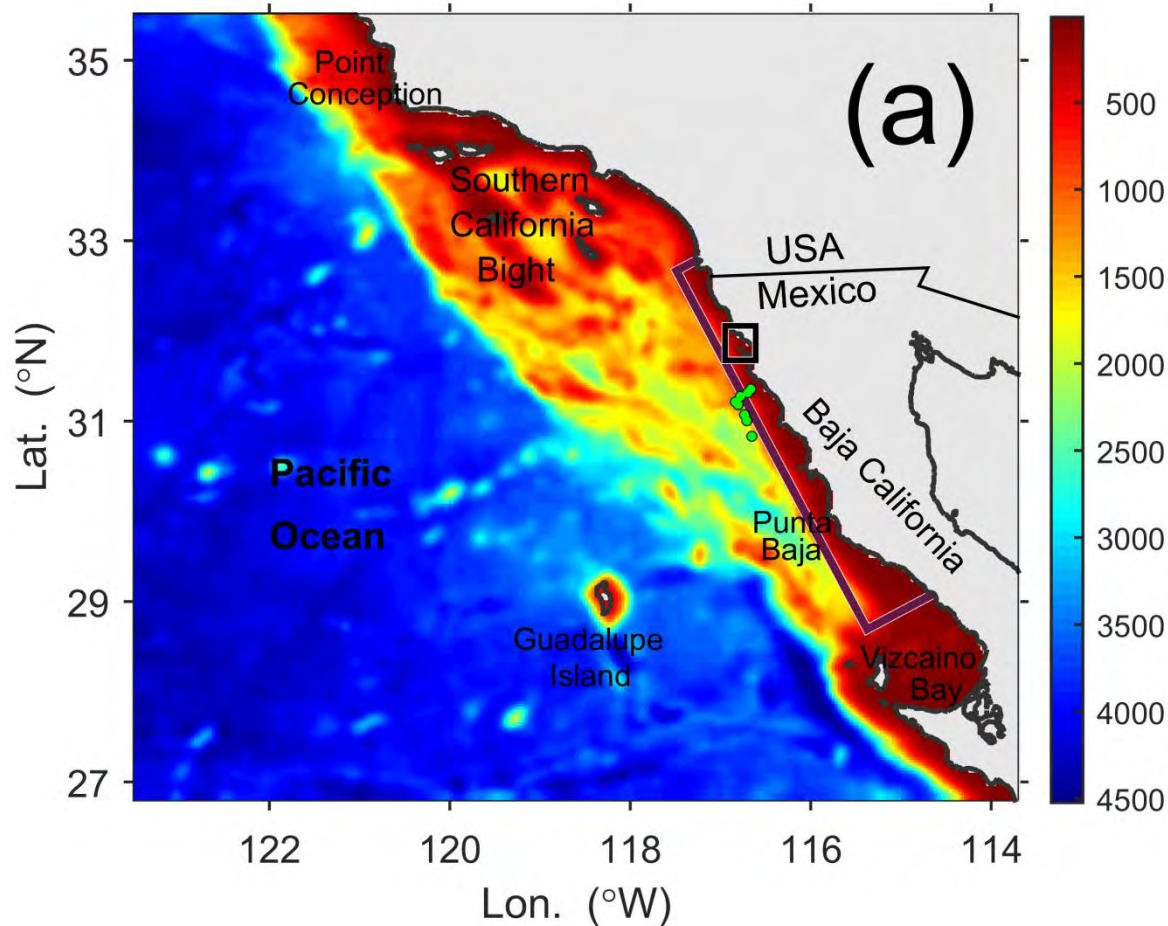 (a)
Point
Conception
Southern
California
Bight
USA
Mexico
Baja California
Pacific
Ocean
Punta
Baja
Guadalupe
Island
Vizcaino
Bay
35
33
31
29
27
Lat. (°N)
122
120
118
116
114
Lon. (°W)
500
1000
1500
2000
2500
3000
3500
4000
4500